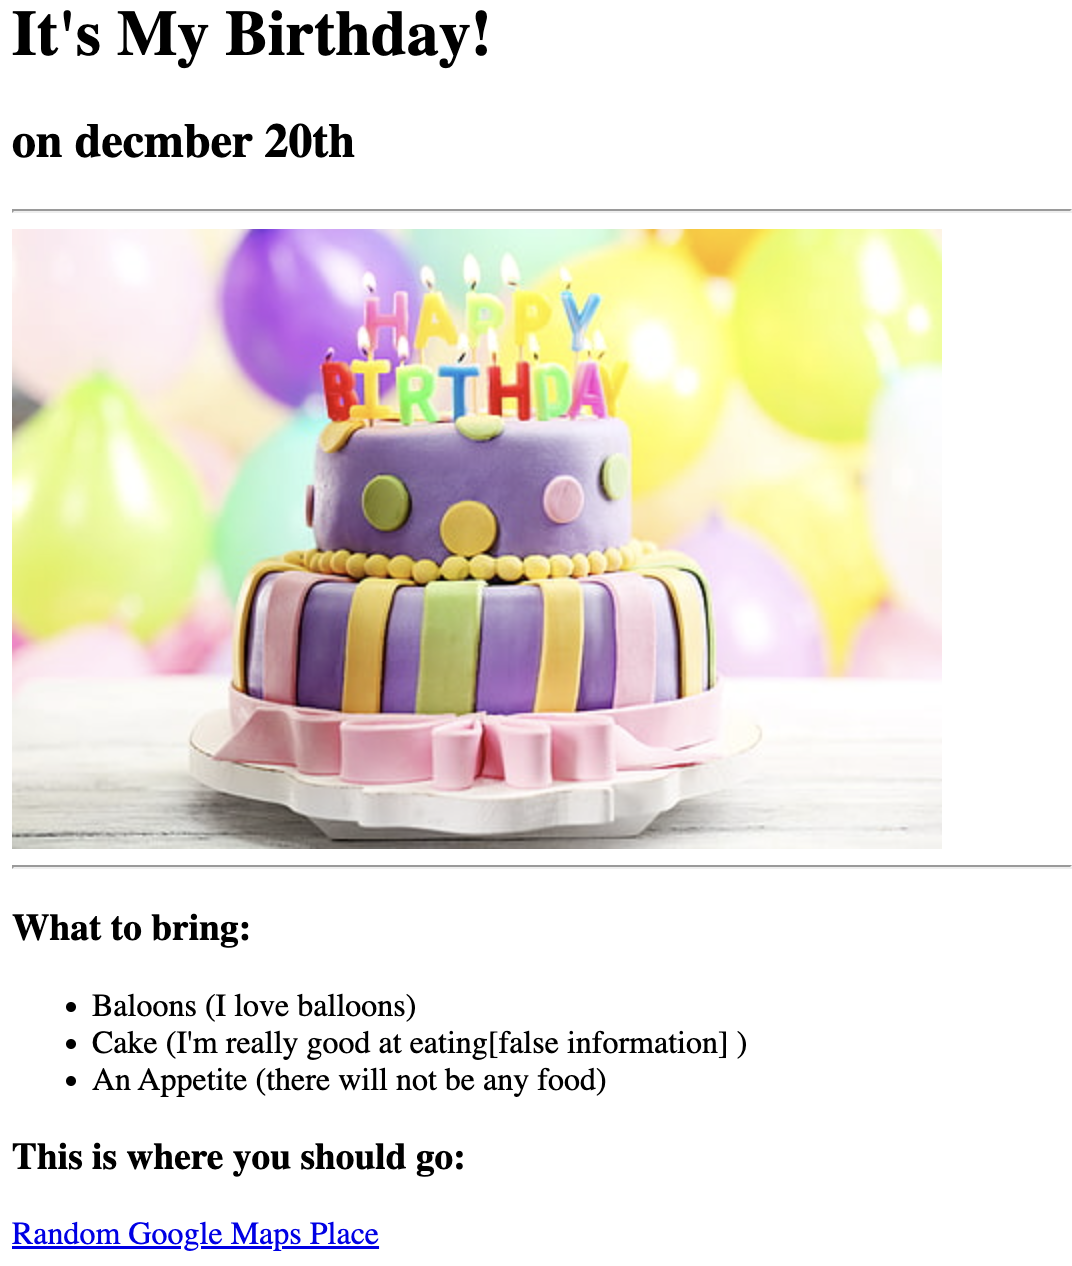 It's My Birthday!
on decmber 20th
HAPPY
BIRTHDAY
What to bring:
Baloons (I love balloons)
Cake (I'm really good at eating[false information] )
An Appetite (there will not be any food)
This is where you should go:
Random Google Maps Place